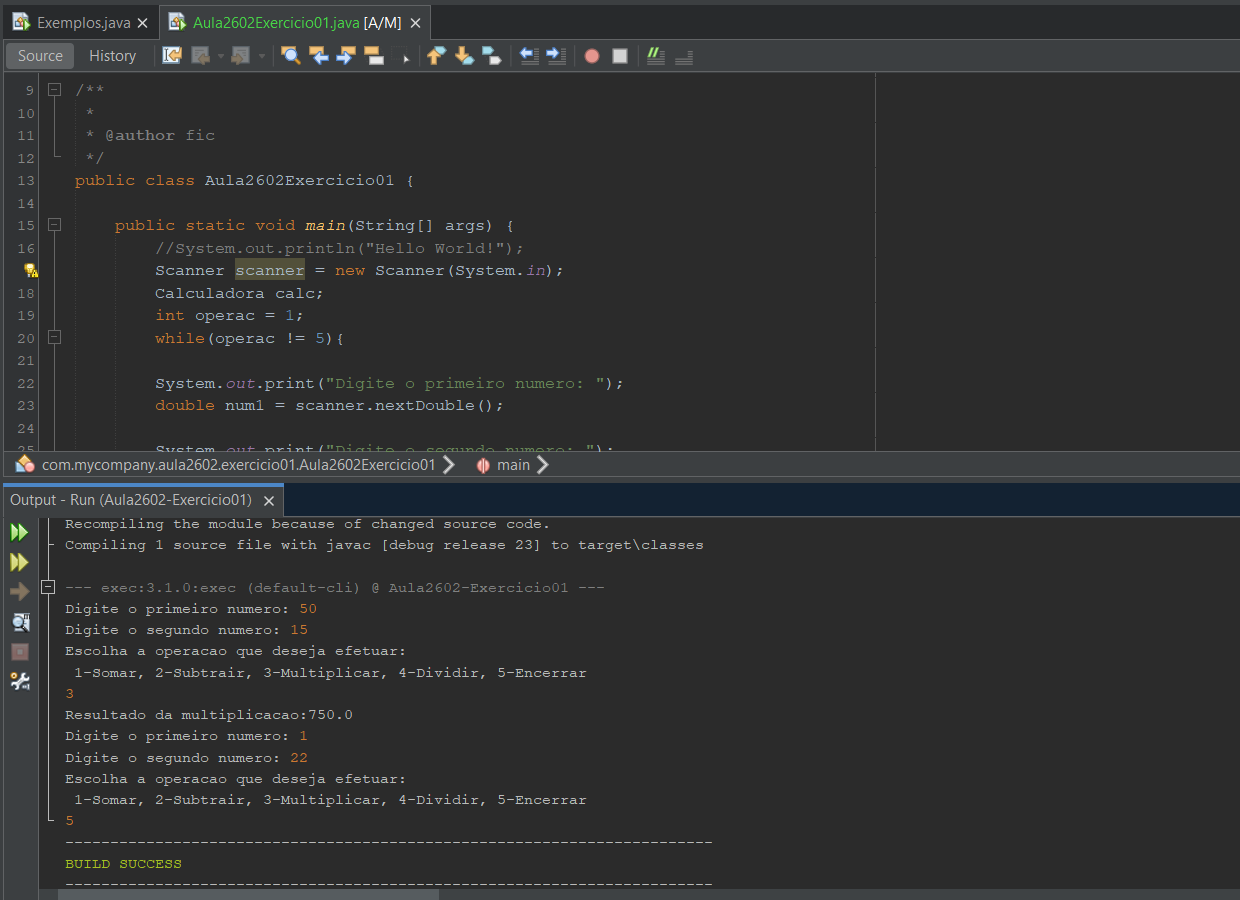 Exemplos.java Aula2602Exercicio01.java [A/M]
Source History
9 /**
10 *
11 * @author fic
12 */
13 public class Aula2602Exercicio01 {
14
15 public static void main(String[] args) {
16 //System.out.println("Hello World!");
Scanner scanner = new Scanner(System.in);
18 Calculadora calc;
19 int operac = 1;
20 while(operac != 5){
21
22 System.out.print("Digite o primeiro numero: ");
23 double num1 = scanner.nextDouble();
24
25 System.out.print("Digite o segundo numero: ");
com.mycompany.aula2602.exercicio01.Aula2602Exercicio01 main
Output - Run (Aula2602-Exercicio01)
Recompiling the module because of changed source code.
Compiling 1 source file with javac [debug release 23] to target\classes
--- exec:3.1.0:exec (default-cli) @ Aula2602-Exercicio01 ---
Digite o primeiro numero: 50
Digite o segundo numero: 15
Escolha a operacao que deseja efetuar:
1-Somar, 2-Subtrair, 3-Multiplicar, 4-Dividir, 5-Encerrar
3
Resultado da multiplicacao:750.0
Digite o primeiro numero: 1
Digite o segundo numero: 22
Escolha a operacao que deseja efetuar:
1-Somar, 2-Subtrair, 3-Multiplicar, 4-Dividir, 5-Encerrar
5
------------------------------------------------------------------------
BUILD SUCCESS
------------------------------------------------------------------------